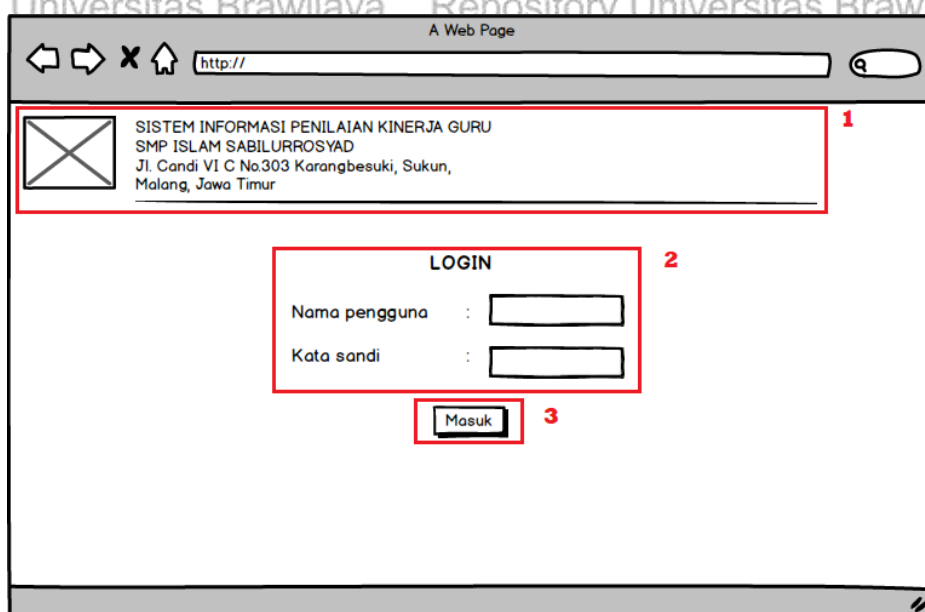 Universitas Brawijaya Repository Universitas Braw
A Web Page
http://
1
SISTEM INFORMASI PENILAIAN KINERJA GURU
SMP ISLAM SABILURROSYAD
Jl. Candi VI C No.303 Karangbesuki, Sukun,
Malang, Jawa Timur
2
LOGIN
Nama pengguna :
Kata sandi :
Masuk
3